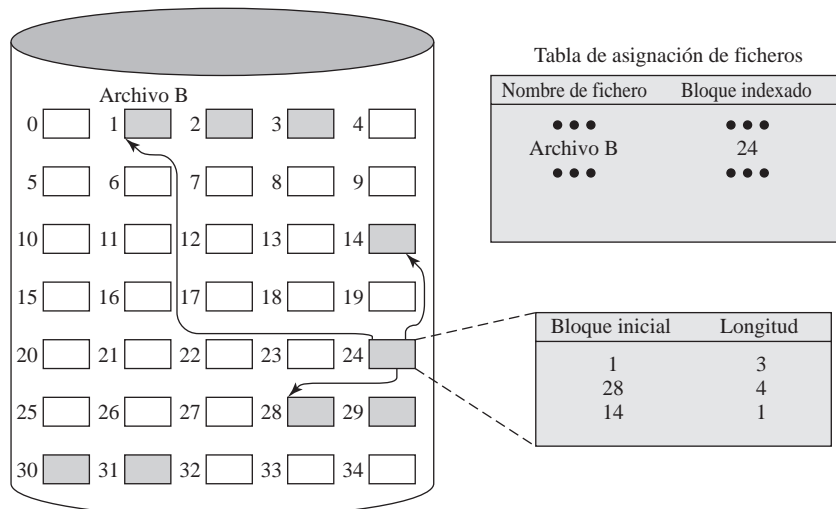 Archivo B
0 1 2 3 4
5 6 7 8 9
10 11 12 13 14
15 16 17 18 19
20 21 22 23 24
25 26 27 28 29
30 31 32 33 34
Tabla de asignación de ficheros
Nombre de fichero Bloque indexado
••• •••
Archivo B 24
••• •••
Bloque inicial Longitud
1 3
28 4
14 1